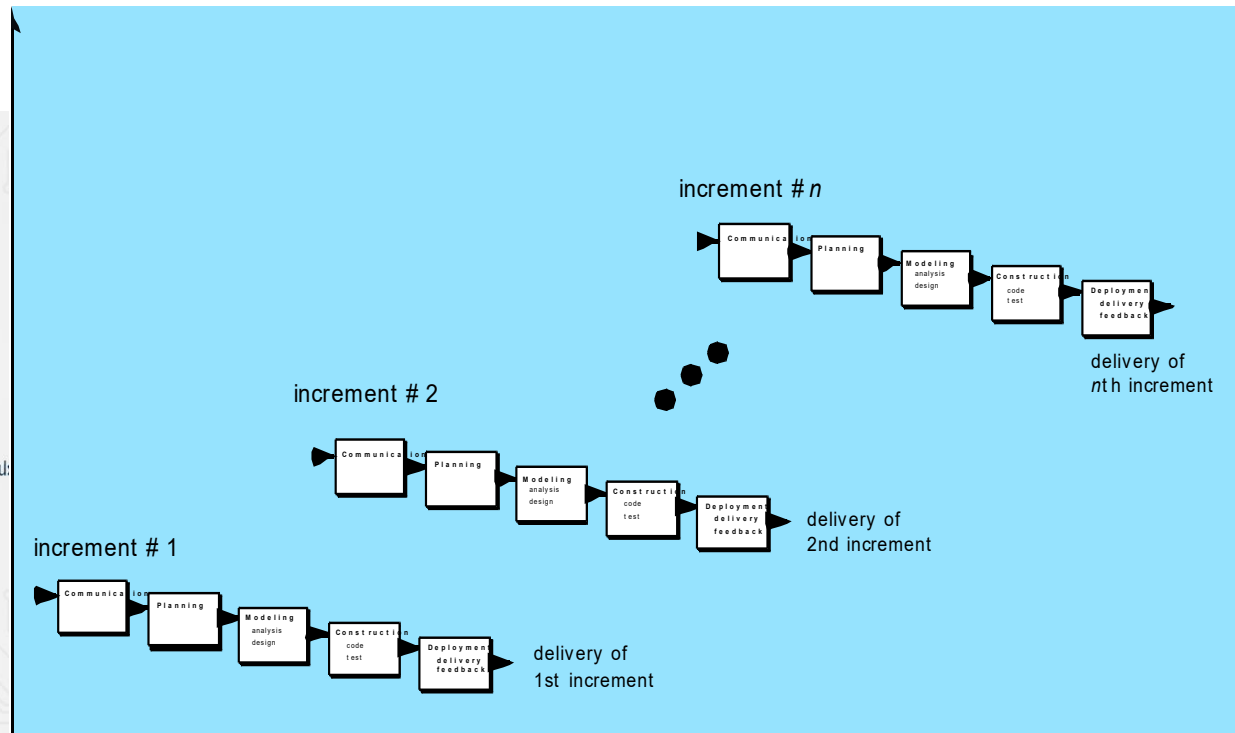 increment # n
Communication
Planning
Modeling
analysis
design
Construction
code
test
Deployment
delivery
feedback
delivery of
nth increment
increment # 2
Communication
Planning
Modeling
analysis
design
Construction
code
test
Deployment
delivery
feedback
delivery of
2nd increment
increment # 1
Communication
Planning
Modeling
analysis
design
Construction
code
test
Deployment
delivery
feedback
delivery of
1st increment